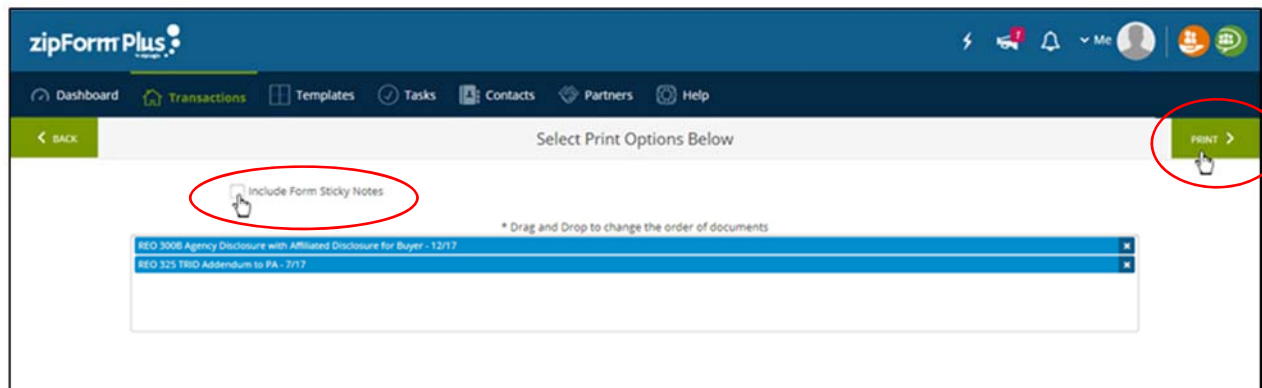 zipForm Plus
Me
Dashboard Transactions Templates Tasks Contacts Partners Help
BACK Select Print Options Below PRINT
Include Form Sticky Notes
* Drag and Drop to change the order of documents
REO 300B Agency Disclosure with Affiliated Disclosure for Buyer - 12/17
REO 325 TRID Addendum to PA - 7/17